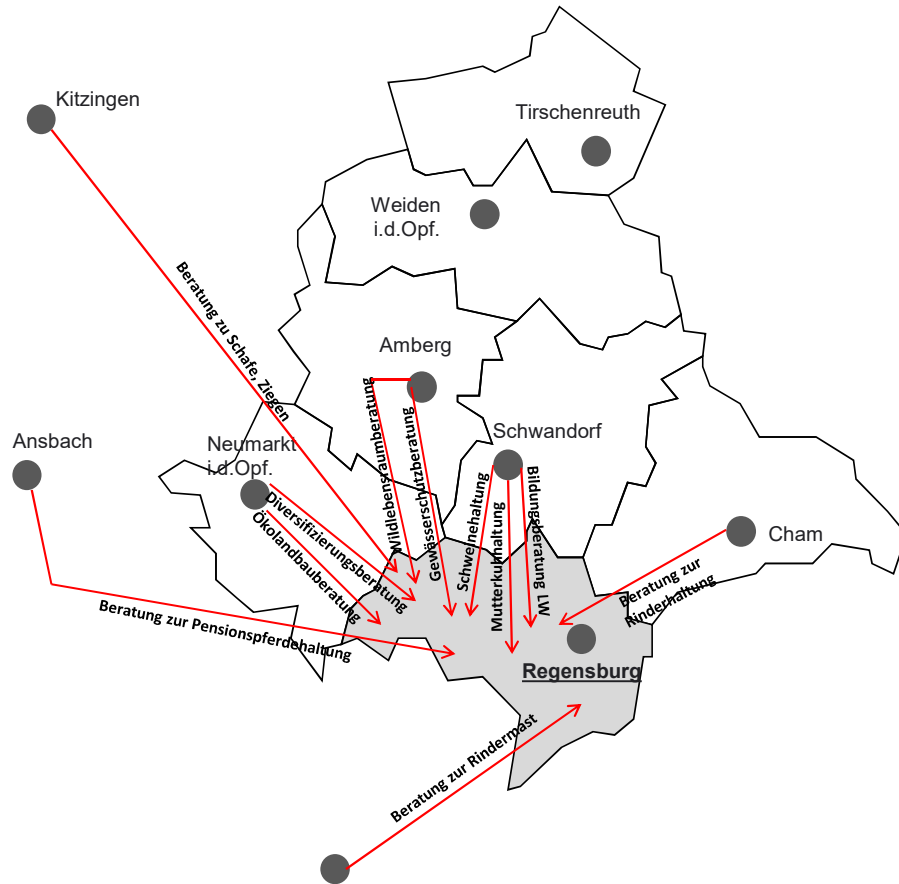 Kitzingen
Tirschenreuth
Weiden
i.d.Opf.
Beratung zu Schafe, Ziegen
Amberg
Wildlebensraumberatung
Gewässerschutzberatung
Ansbach
Neumarkt
i.d.Opf.
Diversifizierungsberatung
Ökolandbauberatung
Schwandorf
Schweinehaltung
Mutterkuhhaltung
Bildungsberatung LW
Cham
Beratung zur
Rinderhaltung
Beratung zur Pensionspferdehaltung
Regensburg
Beratung zur Rindermast